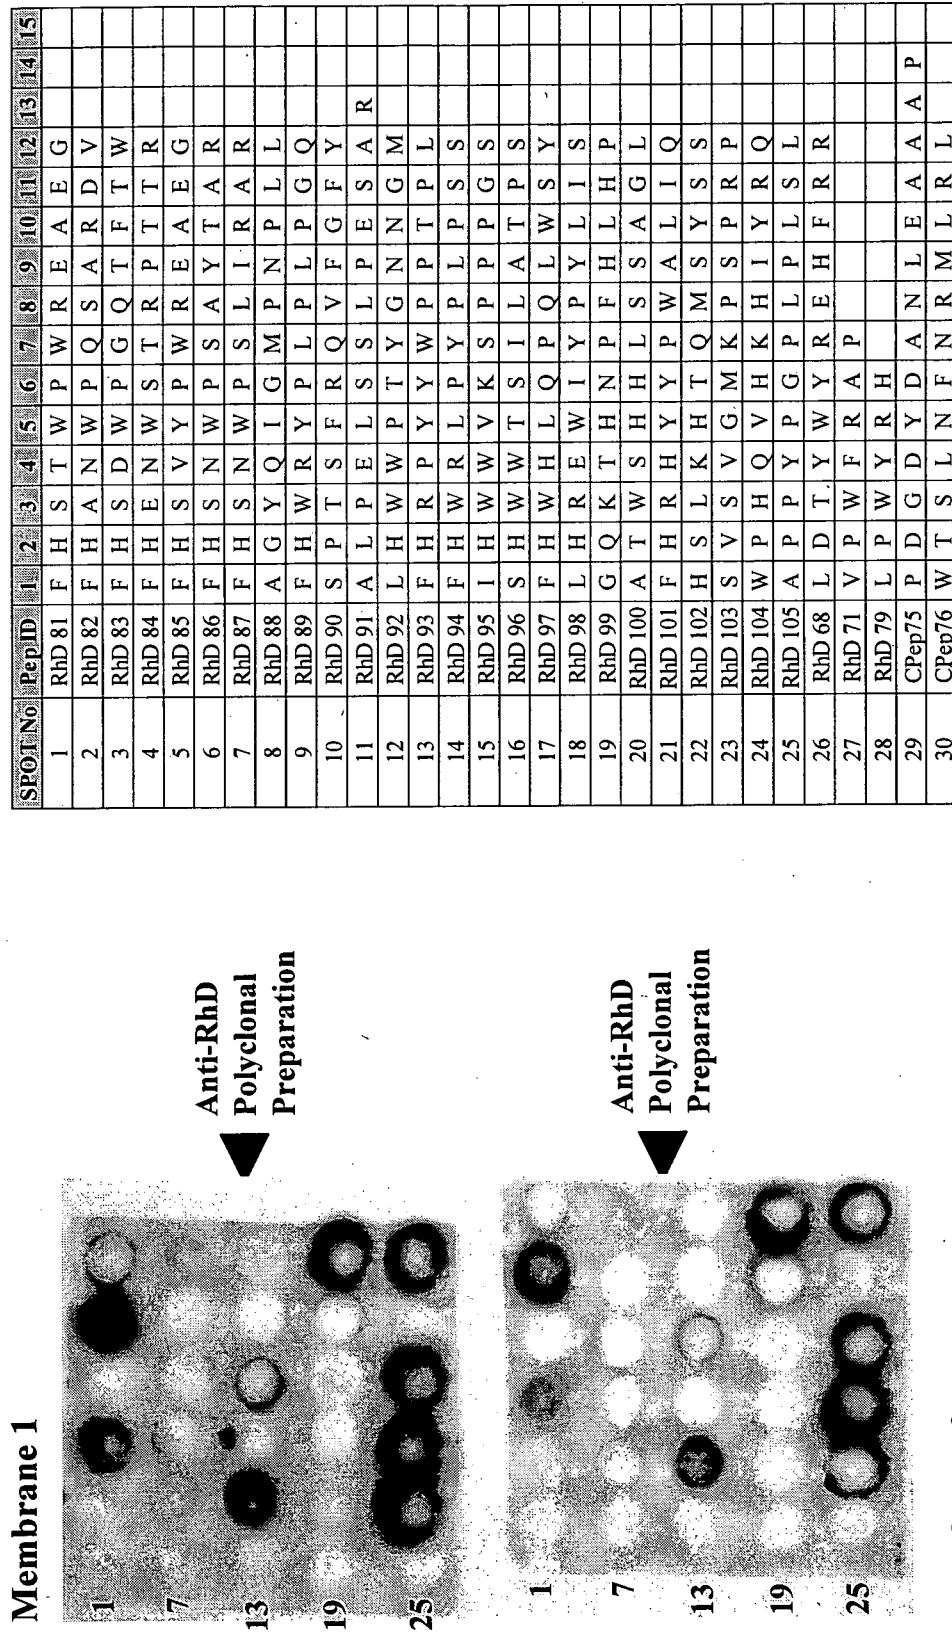 Membrane 1
1
7
13
19
25
Anti-RhD
Polyclonal
Preparation
1
7
13
19
25
Anti-RhD
Polyclonal
Preparation
SPOT No Pep ID 1 2 3 4 5 6 7 8 9 10 11 12 13 14 15
1 RhD 81 F H S T W P W R E A E G
2 RhD 82 F H A N W P Q S A R D V
3 RhD 83 F H S D W P G Q T F T W
4 RhD 84 F H E N W S T R P T T R
5 RhD 85 F H S V Y P W R E A E G
6 RhD 86 F H S N W P S A Y T A R
7 RhD 87 F H S N W P S L I R A R
8 RhD 88 A G Y Q I G M P N P L L
9 RhD 89 F H W R Y P L P L P G Q
10 RhD 90 S P T S F R Q V F G F Y
11 RhD 91 A L P E L S S L P E S A R
12 RhD 92 L H W W P T Y G N N G M
13 RhD 93 F H R P Y Y W P P T P L
14 RhD 94 F H W R L P Y P L P S S
15 RhD 95 I H W W V K S P P P G S
16 RhD 96 S H W W T S I L A T P S
17 RhD 97 F H W H L Q P Q L W S Y
18 RhD 98 L H R E W I Y P Y L I S
19 RhD 99 G Q K T H N P F H L H P
20 RhD 100 A T W S H H L S S A G L
21 RhD 101 F H R H Y Y P W A L I Q
22 RhD 102 H S L K H T Q M S Y S S
23 RhD 103 S V S V G M K P S P R P
24 RhD 104 W P H Q V H K H I Y R Q
25 RhD 105 A P P Y P G P L P L S L
26 RhD 68 L D T Y W Y R E H F R R
27 RhD 71 V P W F R A P
28 RhD 79 L P W Y R H
29 CPep75 P D G D Y D A N L E A A A P
30 CPep76 W T S L N F N R M L R L